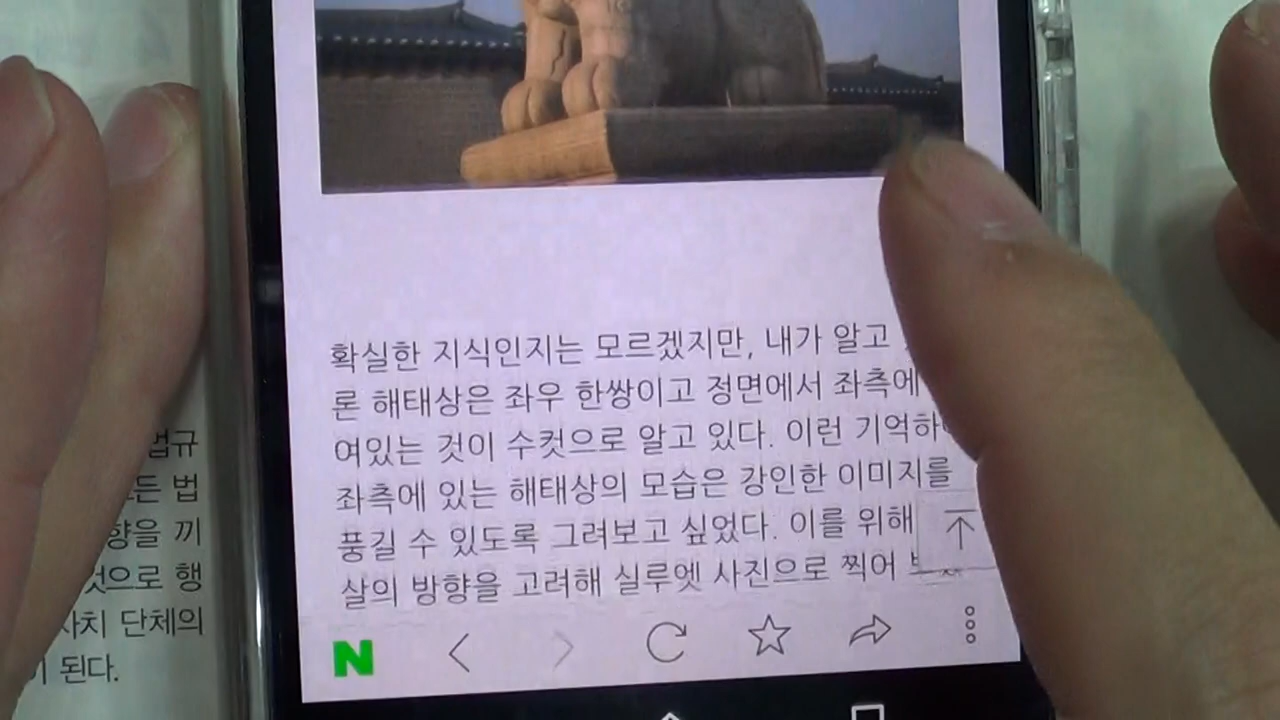 확실한 지식인지는 모르겠지만, 내가 알고
론 해태상은 좌우 한쌍이고 정면에서 좌측에
여있는 것이 수컷으로 알고 있다. 이런 기억하
좌측에 있는 해태상의 모습은 강인한 이미지를
풍길 수 있도록 그려보고 싶었다. 이를 위해
살의 방향을 고려해 실루엣 사진으로 찍어
N
법규
든 법
향을 끼
것으로 행
자치 단체의
이 된다.